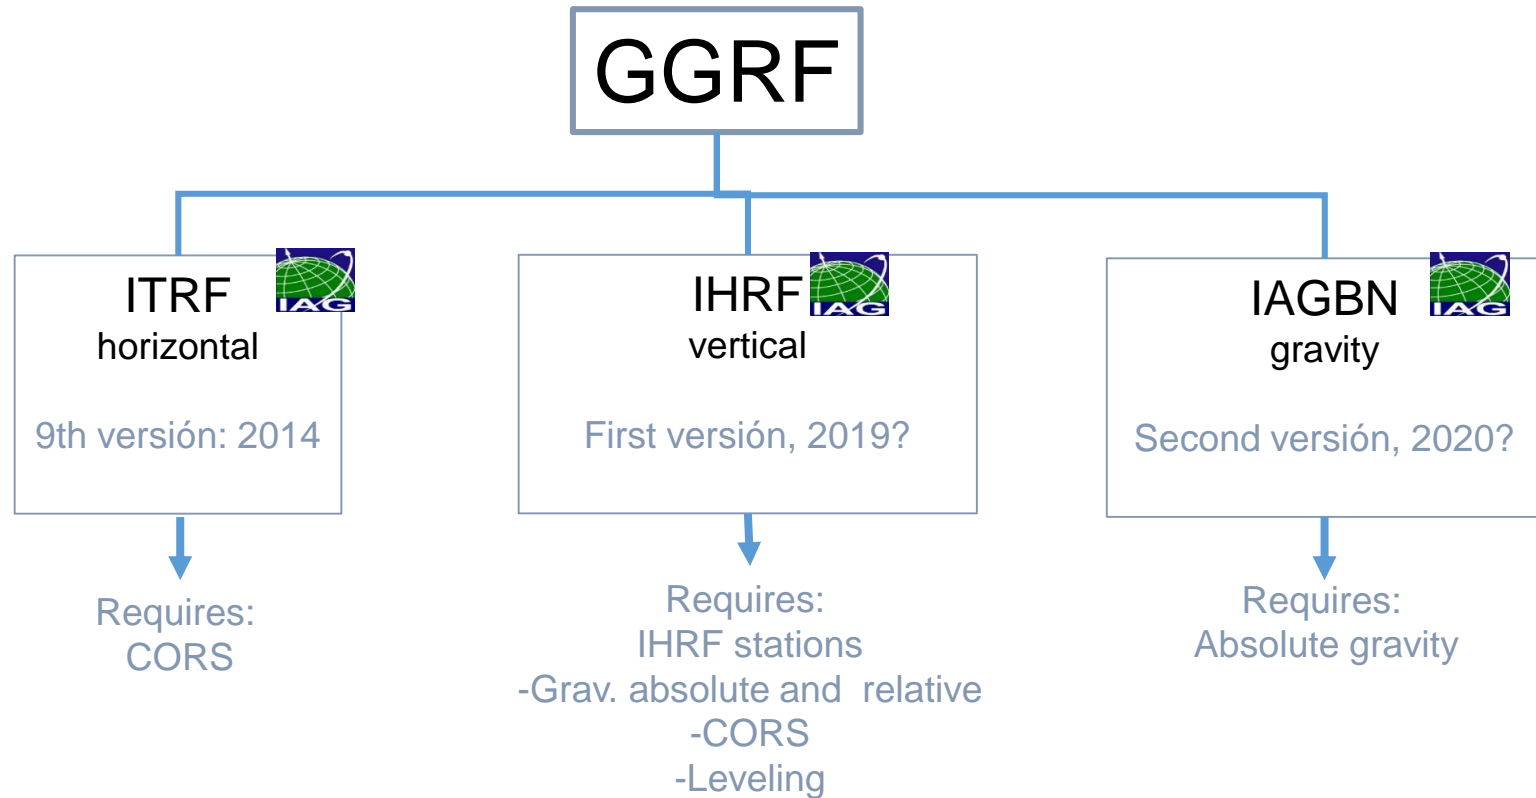 GGRF
ITRF
IAG
horizontal
9th versión: 2014
Requires:
CORS
IHRF
IAG
vertical
First versión, 2019?
Requires:
IHRF stations
-Grav. absolute and  relative
-CORS
-Leveling
IAGBN
IAG
gravity
Second versión, 2020?
Requires:
Absolute gravity